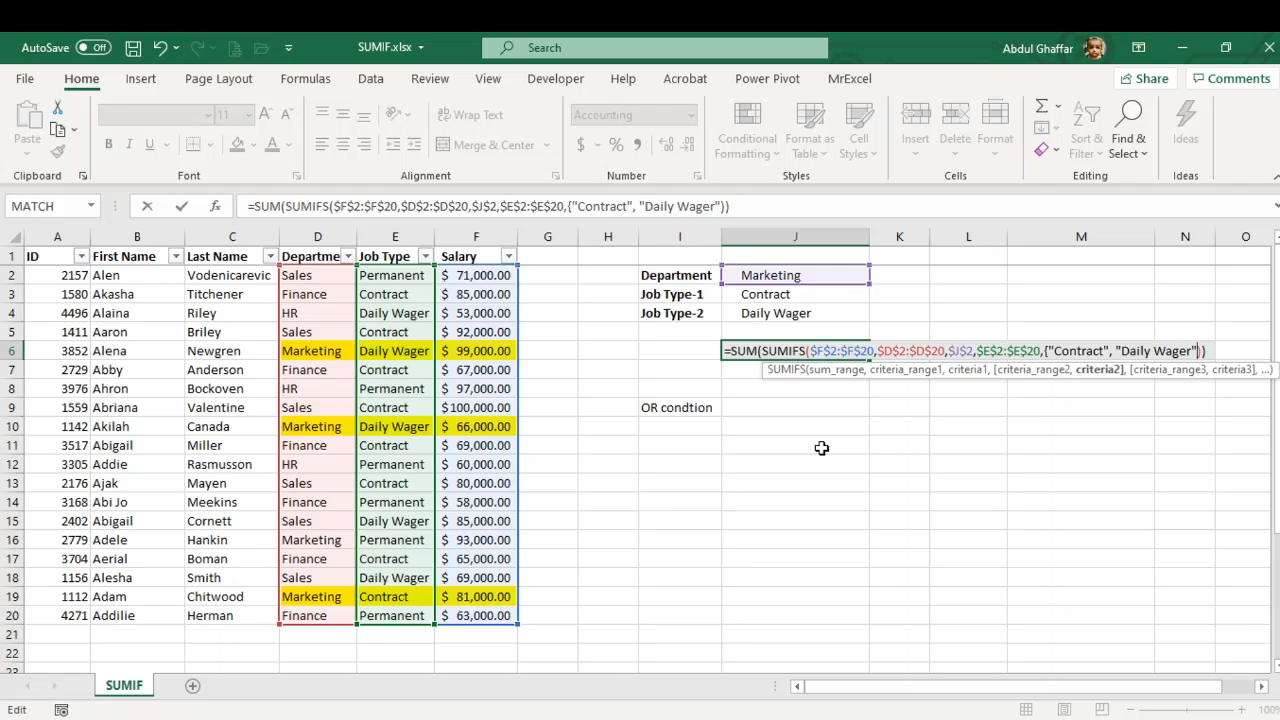 AutoSave Off SUMIF.xlsx Search Abdul Ghaffar
File Home Insert Page Layout Formulas Data Review View Developer Help Acrobat Power Pivot MrExcel Share Comments
11 Wrap Text Accounting
Paste B I U Merge & Center $ % Conditional Formatting Format as Table Cell Styles Insert Delete Format Sort & Filter Find & Select Ideas
Clipboard Font Alignment Number Styles Cells Editing Ideas
MATCH =SUM(SUMIFS($F$2:$F$20,$D$2:$D$20,$J$2,$E$2:$E$20,{"Contract", "Daily Wager"))
A B C D E F G H I J K L M N O
1 ID First Name Last Name Departme Job Type Salary
2 2157 Alen Vodenicarevic Sales Permanent $ 71,000.00 Department Marketing
3 1580 Akasha Titchener Finance Contract $ 85,000.00 Job Type-1 Contract
4 4496 Alaina Riley HR Daily Wager $ 53,000.00 Job Type-2 Daily Wager
5 1411 Aaron Briley Sales Contract $ 92,000.00
6 3852 Alena Newgren Marketing Daily Wager $ 99,000.00 =SUM(SUMIFS($F$2:$F$20,$D$2:$D$20,$J$2,$E$2:$E$20,{"Contract", "Daily Wager"))
7 2729 Abby Anderson Finance Contract $ 67,000.00 SUMIFS(sum_range, criteria_range1, criteria1, [criteria_range2, criteria2], [criteria_range3, criteria3], ...)
8 3976 Ahron Bockoven HR Permanent $ 97,000.00
9 1559 Abriana Valentine Sales Contract $100,000.00 OR condtion
10 1142 Akilah Canada Marketing Daily Wager $ 66,000.00
11 3517 Abigail Miller Finance Contract $ 69,000.00
12 3305 Addie Rasmusson HR Permanent $ 60,000.00
13 2176 Ajak Mayen Sales Contract $ 80,000.00
14 3168 Abi Jo Meekins Finance Permanent $ 58,000.00
15 2402 Abigail Cornett Sales Daily Wager $ 85,000.00
16 2779 Adele Hankin Marketing Permanent $ 93,000.00
17 3704 Aerial Boman Finance Contract $ 65,000.00
18 1156 Alesha Smith Sales Daily Wager $ 69,000.00
19 1112 Adam Chitwood Marketing Contract $ 81,000.00
20 4271 Addilie Herman Finance Permanent $ 63,000.00
21
22
23
SUMIF
Edit 100%